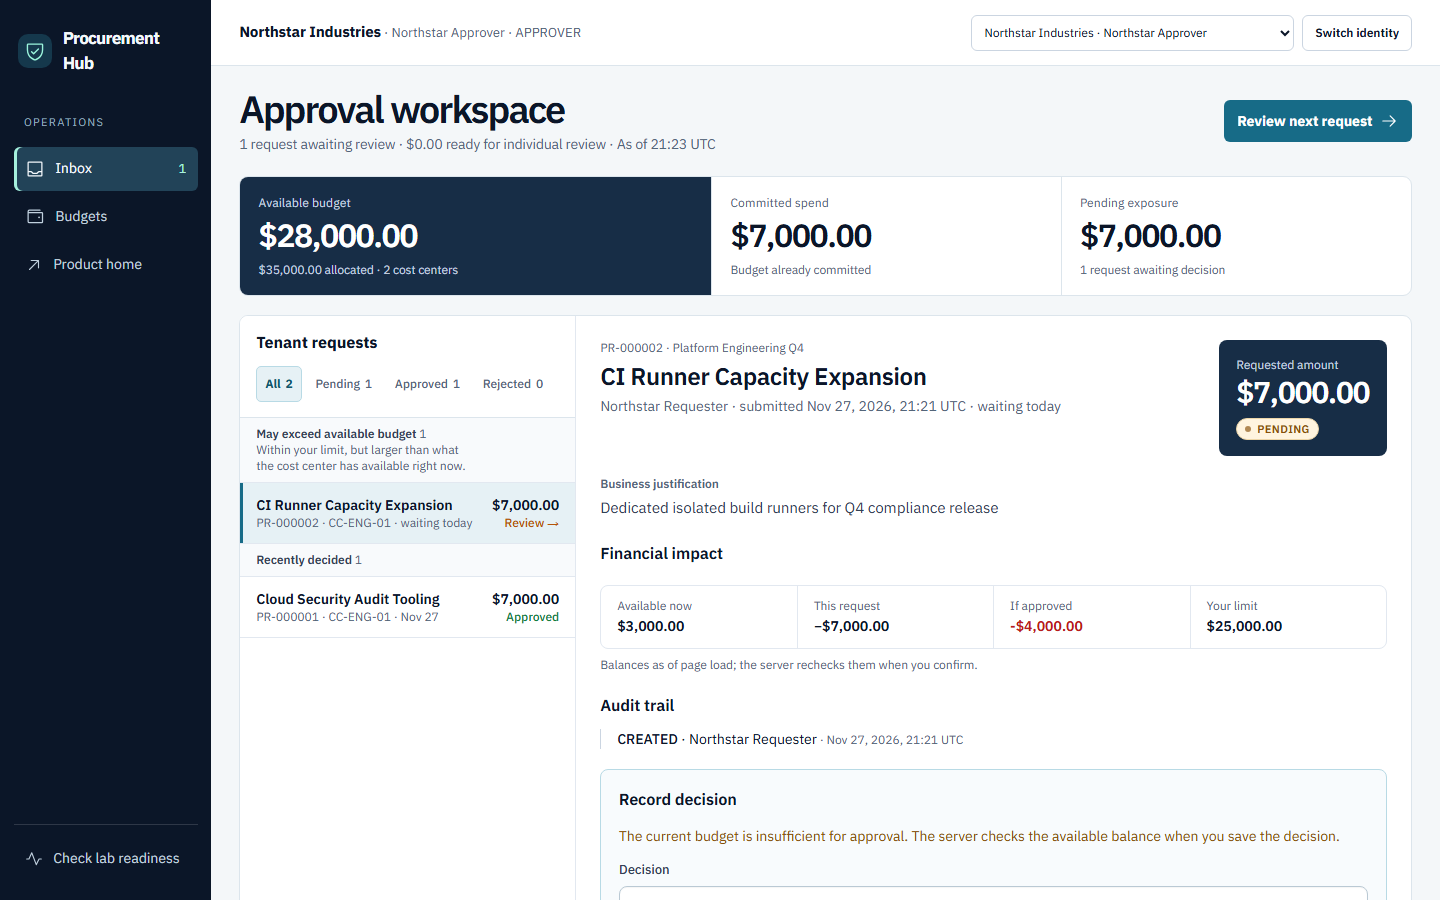 Procurement
Hub
OPERATIONS
Inbox 1
Budgets
Product home
Check lab readiness
Northstar Industries · Northstar Approver · APPROVER
Northstar Industries · Northstar Approver
Switch identity
Approval workspace
1 request awaiting review · $0.00 ready for individual review · As of 21:23 UTC
Review next request →
Available budget
$28,000.00
$35,000.00 allocated · 2 cost centers
Committed spend
$7,000.00
Budget already committed
Pending exposure
$7,000.00
1 request awaiting decision
Tenant requests
All 2 Pending 1 Approved 1 Rejected 0
May exceed available budget 1
Within your limit, but larger than what
the cost center has available right now.
CI Runner Capacity Expansion $7,000.00
PR-000002 · CC-ENG-01 · waiting today Review →
Recently decided 1
Cloud Security Audit Tooling $7,000.00
PR-000001 · CC-ENG-01 · Nov 27 Approved
PR-000002 · Platform Engineering Q4
CI Runner Capacity Expansion
Northstar Requester · submitted Nov 27, 2026, 21:21 UTC · waiting today
Requested amount
$7,000.00
PENDING
Business justification
Dedicated isolated build runners for Q4 compliance release
Financial impact
Available now
$3,000.00
This request
−$7,000.00
If approved
-$4,000.00
Your limit
$25,000.00
Balances as of page load; the server rechecks them when you confirm.
Audit trail
CREATED · Northstar Requester · Nov 27, 2026, 21:21 UTC
Record decision
The current budget is insufficient for approval. The server checks the available balance when you save the decision.
Decision